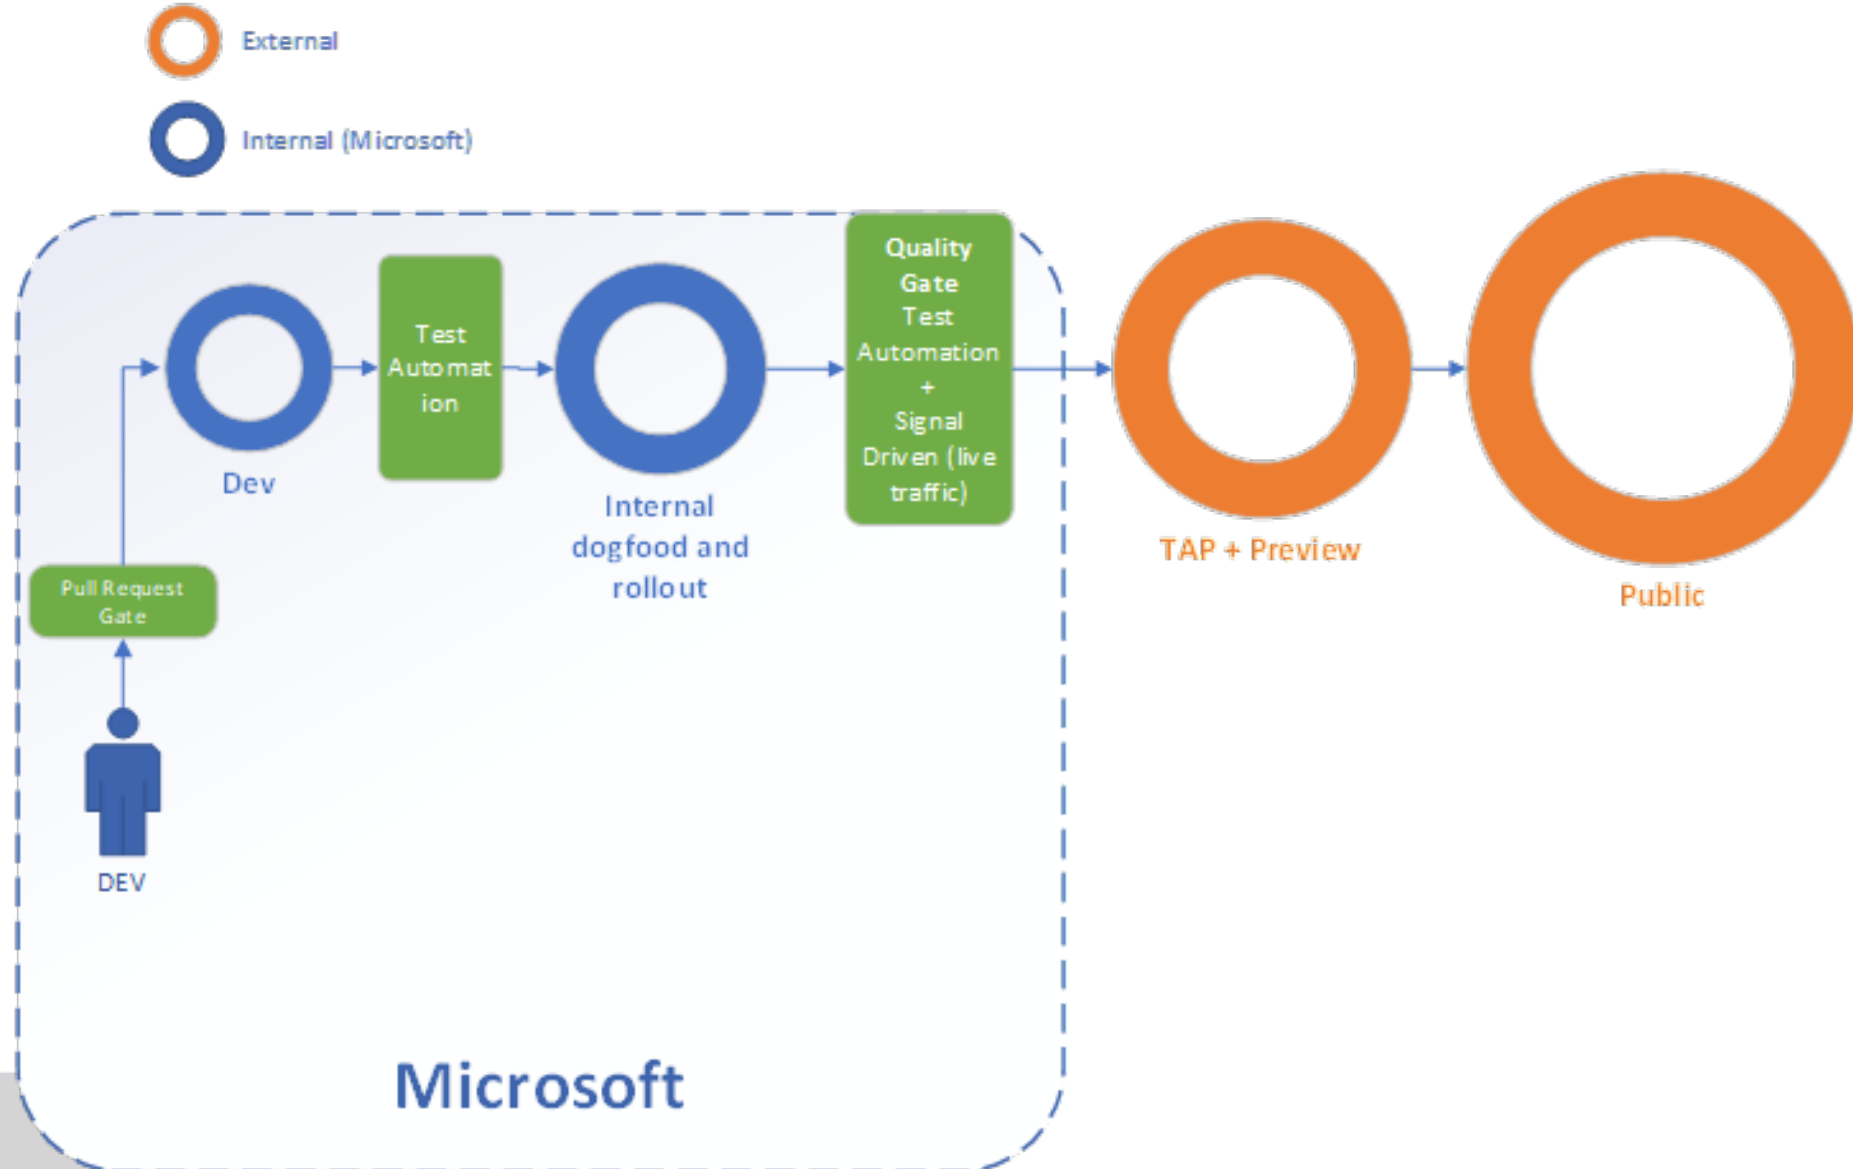 External
Internal (Microsoft)
Quality
Gate
Test
Automation
+
Signal
Driven (live
traffic)
Test
Automat
ion
Dev
Internal
dogfood and
rollout
TAP + Preview
Public
Pull Request
Gate
DEV
Microsoft